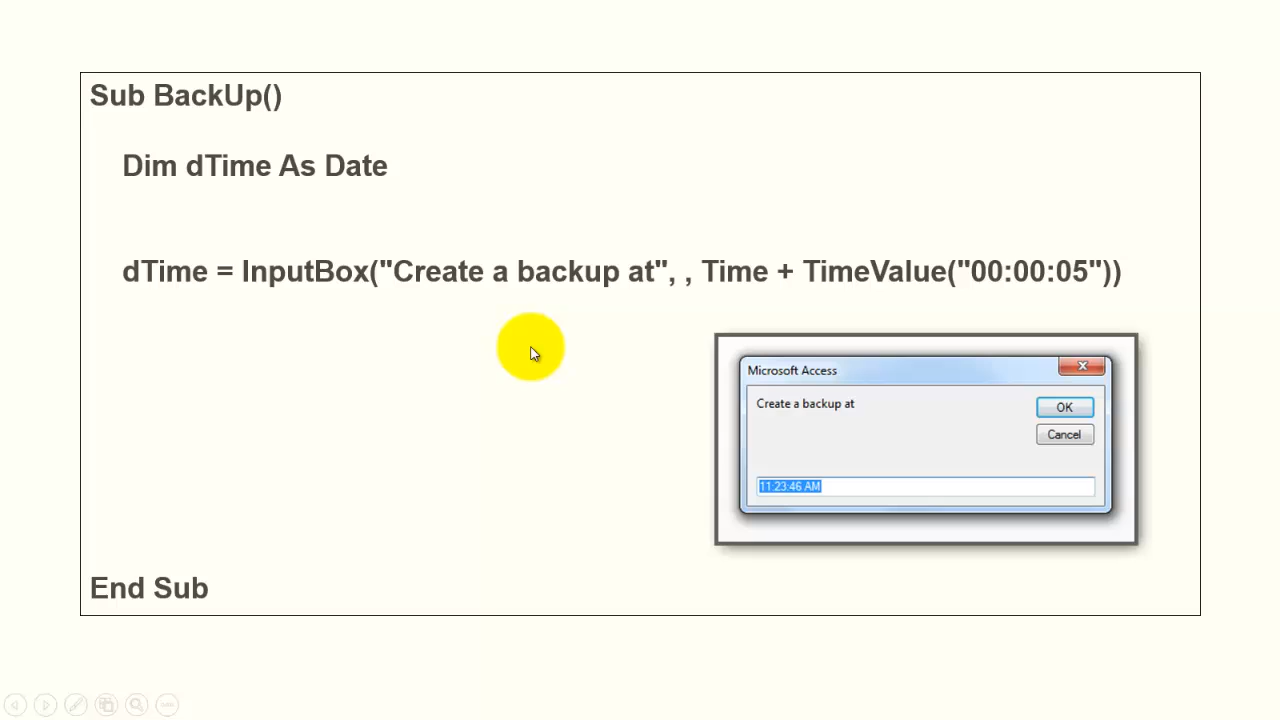 Sub BackUp()
Dim dTime As Date
dTime = InputBox("Create a backup at", , Time + TimeValue("00:00:05"))
Microsoft Access
Create a backup at
OK
Cancel
11:23:46 AM
End Sub